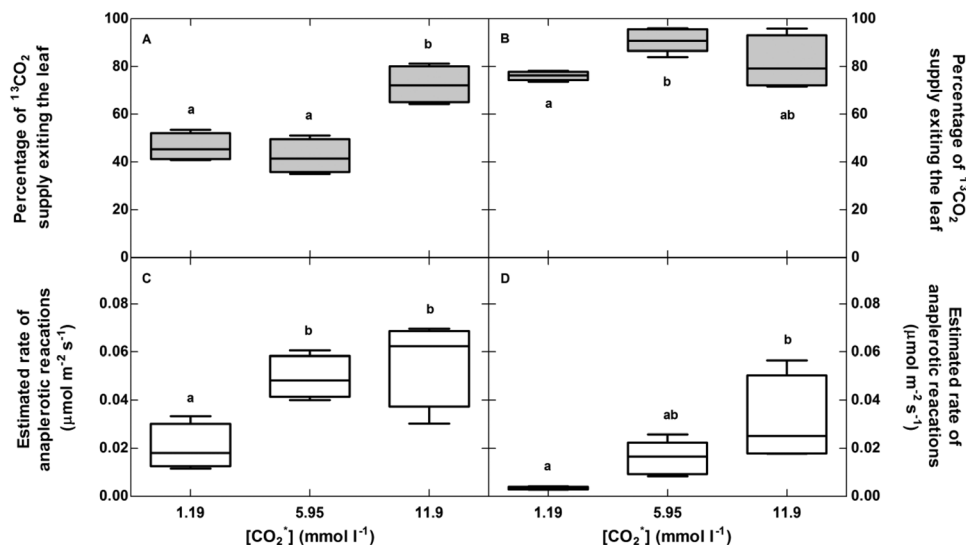 Percentage of ¹³CO₂
supply exiting the leaf
100
80
60
40
20
0
A
a
a
b
B
a
b
ab
100
80
60
40
20
0
Percentage of ¹³CO₂
supply exiting the leaf
Estimated rate of
anaplerotic reacations
(µmol m⁻² s⁻¹)
0.08
0.06
0.04
0.02
0.00
C
a
b
b
D
a
ab
b
0.08
0.06
0.04
0.02
0.00
Estimated rate of
anaplerotic reacations
(µmol m⁻² s⁻¹)
1.19 5.95 11.9
1.19 5.95 11.9
[CO₂*] (mmol l⁻¹)
[CO₂*] (mmol l⁻¹)